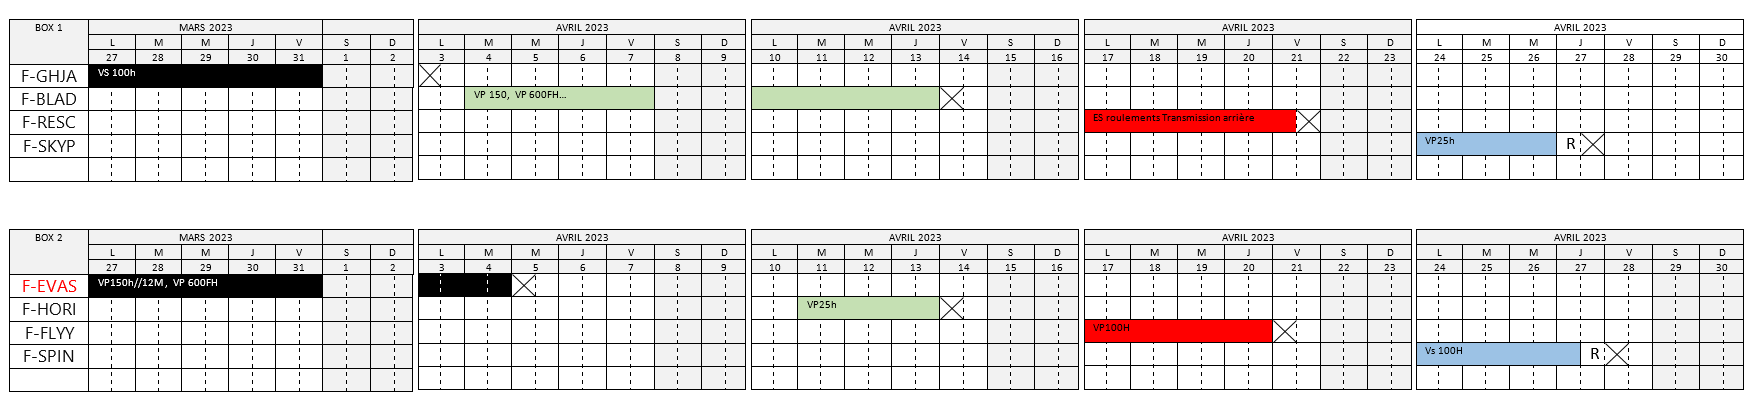 BOX 1 MARS 2023 AVRIL 2023 AVRIL 2023 AVRIL 2023 AVRIL 2023
L M M J V S D L M M J V S D L M M J V S D L M M J V S D L M M J V S D
27 28 29 30 31 1 2 3 4 5 6 7 8 9 10 11 12 13 14 15 16 17 18 19 20 21 22 23 24 25 26 27 28 29 30
F-GHJA VS 100h
F-BLAD VP 150, VP 600FH...
F-RESC ES roulements Transmission arrière
F-SKYP VP25h R
BOX 2 MARS 2023 AVRIL 2023 AVRIL 2023 AVRIL 2023 AVRIL 2023
L M M J V S D L M M J V S D L M M J V S D L M M J V S D L M M J V S D
27 28 29 30 31 1 2 3 4 5 6 7 8 9 10 11 12 13 14 15 16 17 18 19 20 21 22 23 24 25 26 27 28 29 30
F-EVAS VP150h//12M, VP 600FH
F-HORI VP25h
F-FLYY VP100H
F-SPIN Vs 100H R